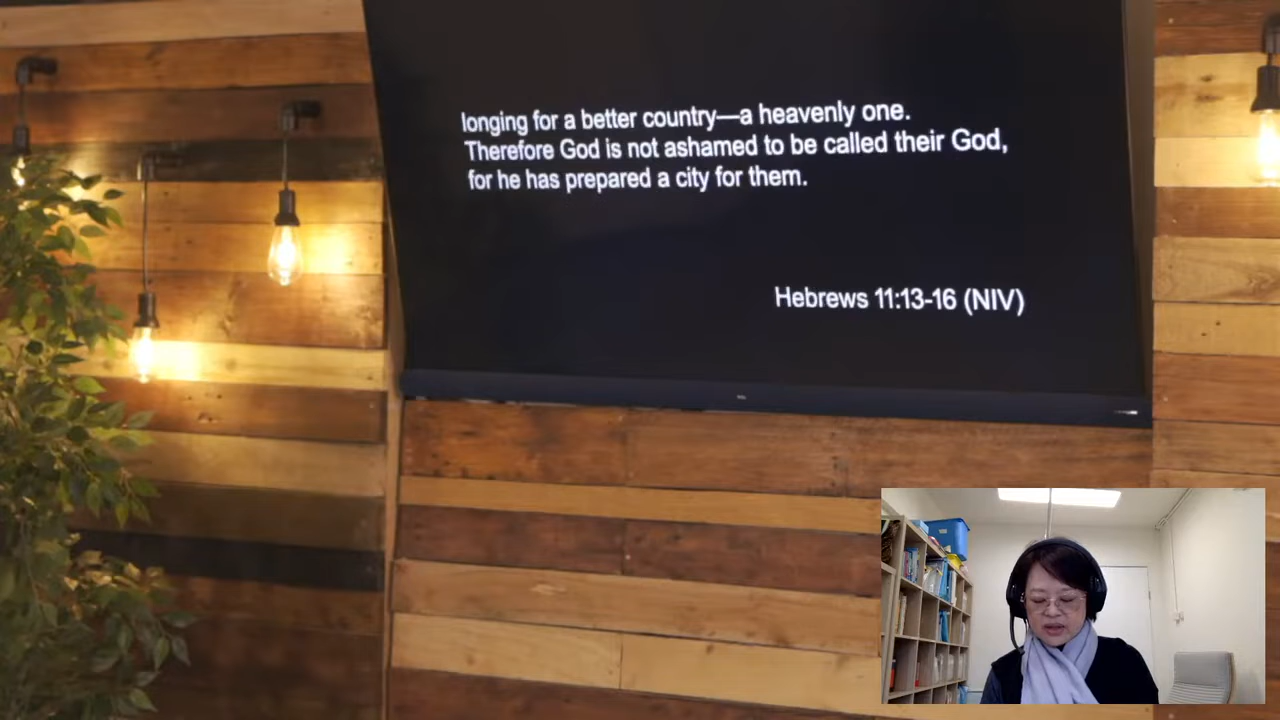 longing for a better country—a heavenly one.
Therefore God is not ashamed to be called their God,
for he has prepared a city for them.
Hebrews 11:13-16 (NIV)